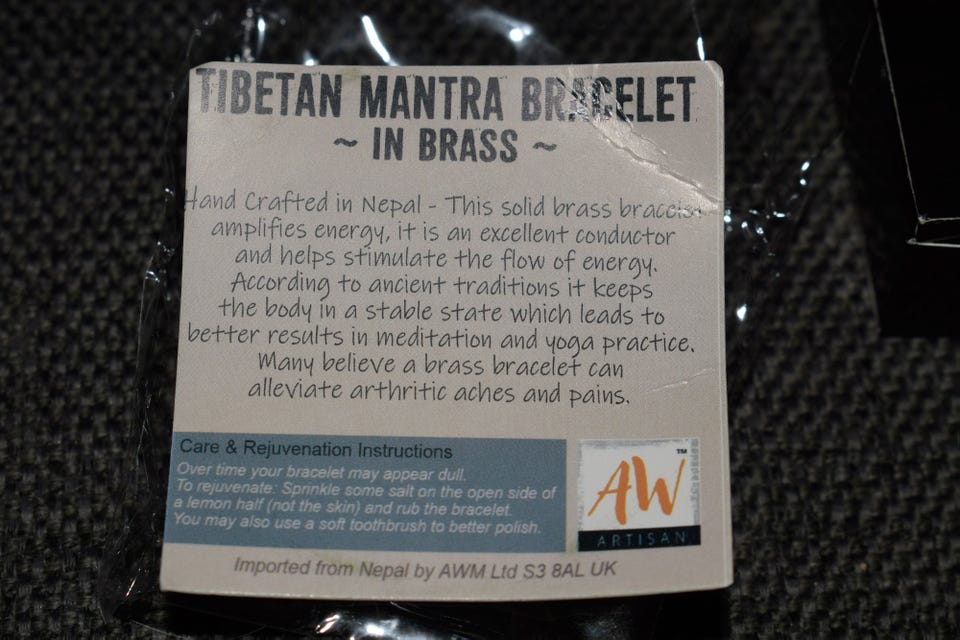 TIBETAN MANTRA BRACELET
~ IN BRASS ~
Hand Crafted in Nepal - This solid brass bracelet
amplifies energy, it is an excellent conductor
and helps stimulate the flow of energy.
According to ancient traditions it keeps
the body in a stable state which leads to
better results in meditation and yoga practice.
Many believe a brass bracelet can
alleviate arthritic aches and pains.
Care & Rejuvenation Instructions
Over time your bracelet may appear dull.
To rejuvenate: Sprinkle some salt on the open side of
a lemon half (not the skin) and rub the bracelet.
You may also use a soft toothbrush to better polish.
AW™
ARTISAN
Imported from Nepal by AWM Ltd S3 8AL UK